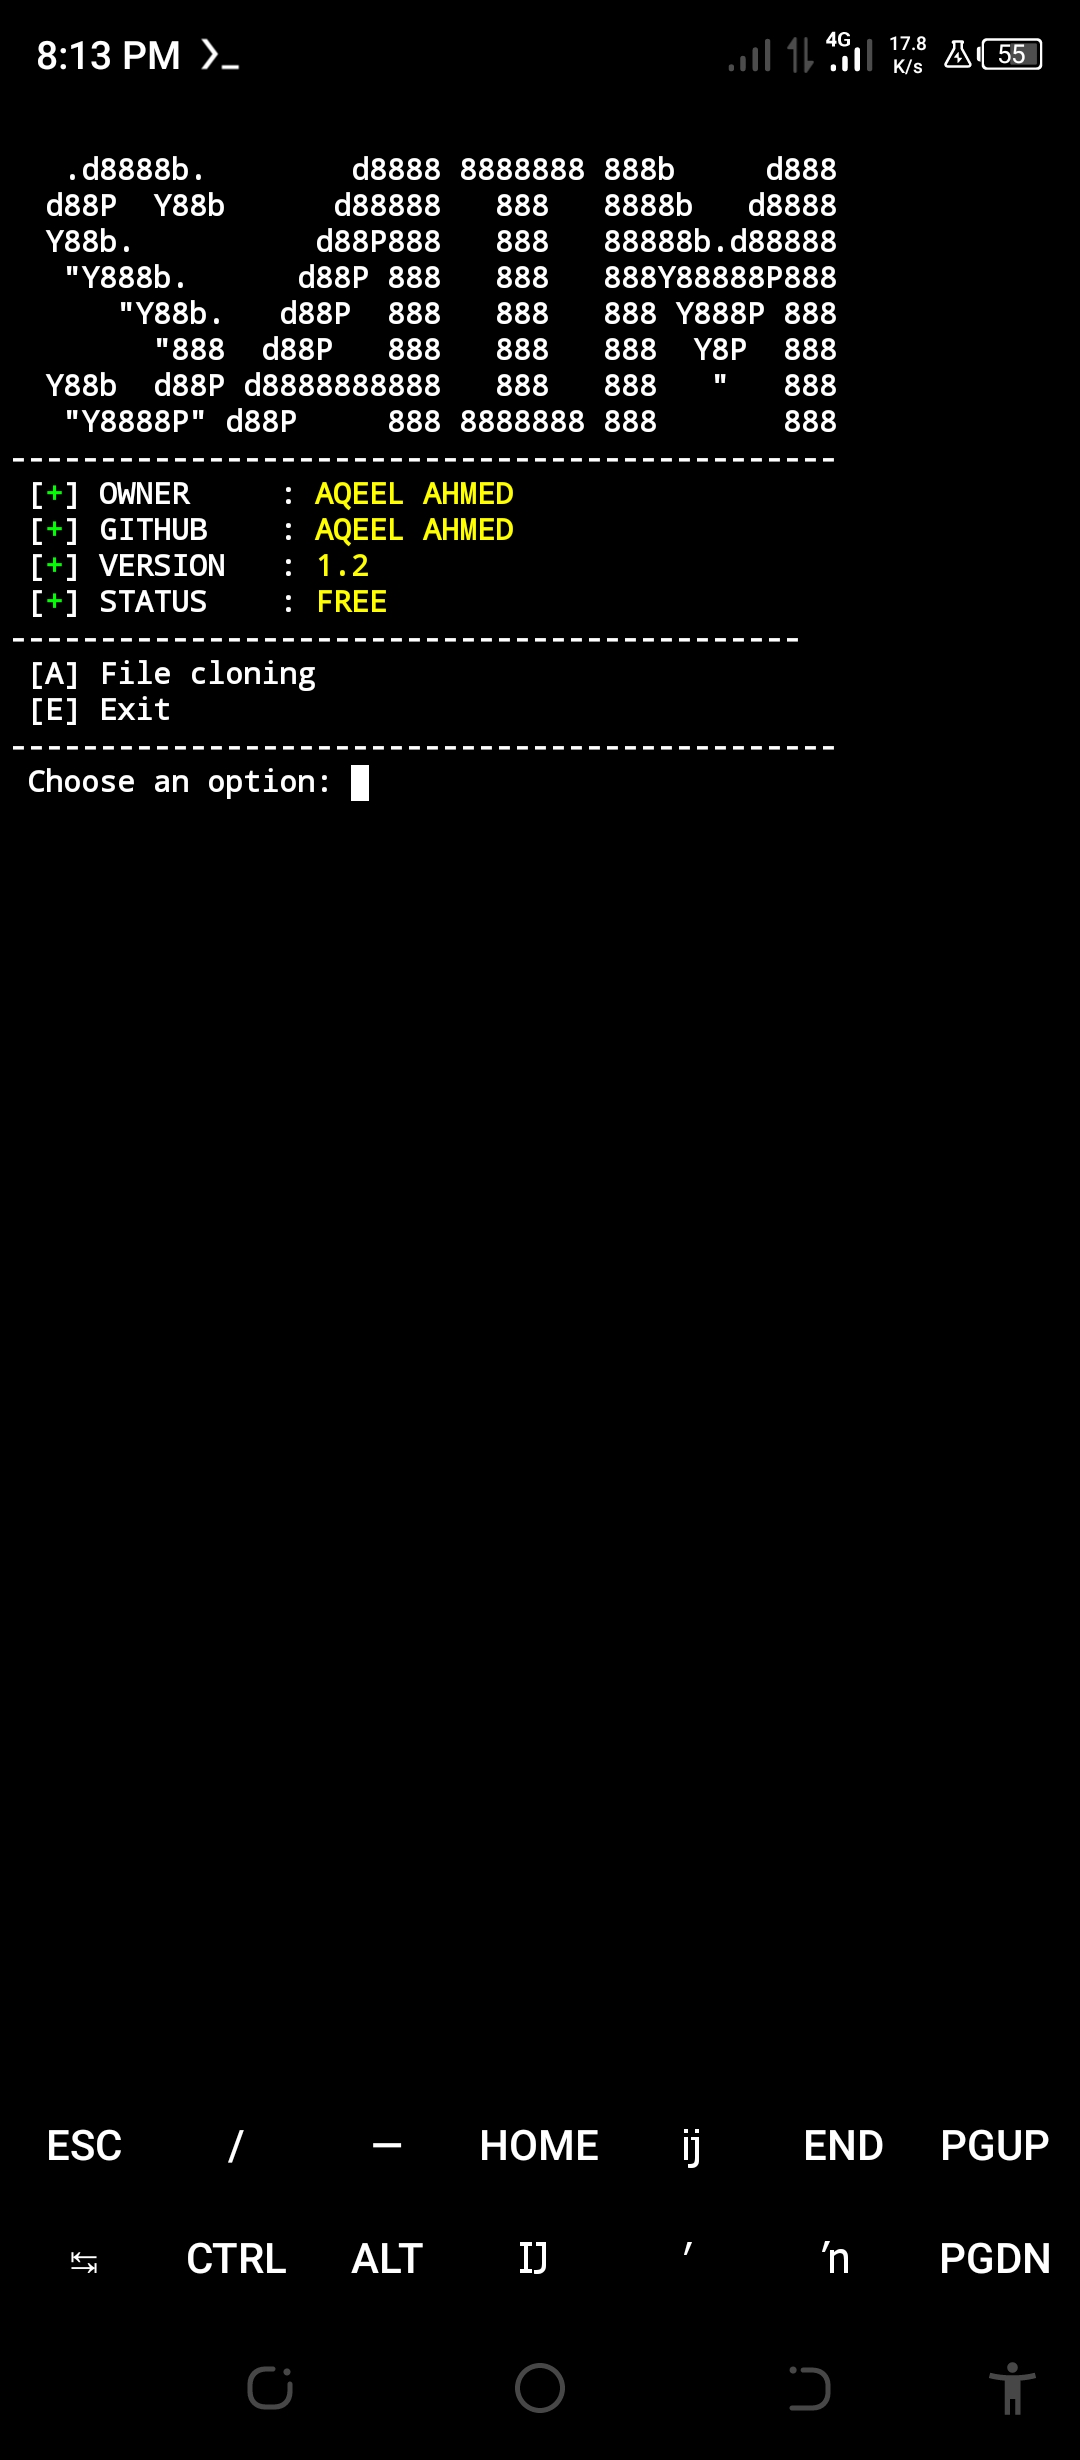 8:13 PM ❯_ 4G 17.8 K/s 55
   .d8888b.        d8888 8888888 888b     d888
  d88P  Y88b      d88888   888   8888b   d8888
  Y88b.          d88P888   888   88888b.d88888
   "Y888b.      d88P 888   888   888Y88888P888
      "Y88b.   d88P  888   888   888 Y888P 888
        "888  d88P   888   888   888  Y8P  888
  Y88b  d88P d8888888888   888   888   "   888
   "Y8888P" d88P     888 8888888 888       888
----------------------------------------------
 [+] OWNER     : AQEEL AHMED
 [+] GITHUB    : AQEEL AHMED
 [+] VERSION   : 1.2
 [+] STATUS    : FREE
--------------------------------------------
 [A] File cloning
 [E] Exit
----------------------------------------------
 Choose an option:
ESC / — HOME ĳ END PGUP
↹ CTRL ALT Ĳ ′ ŉ PGDN